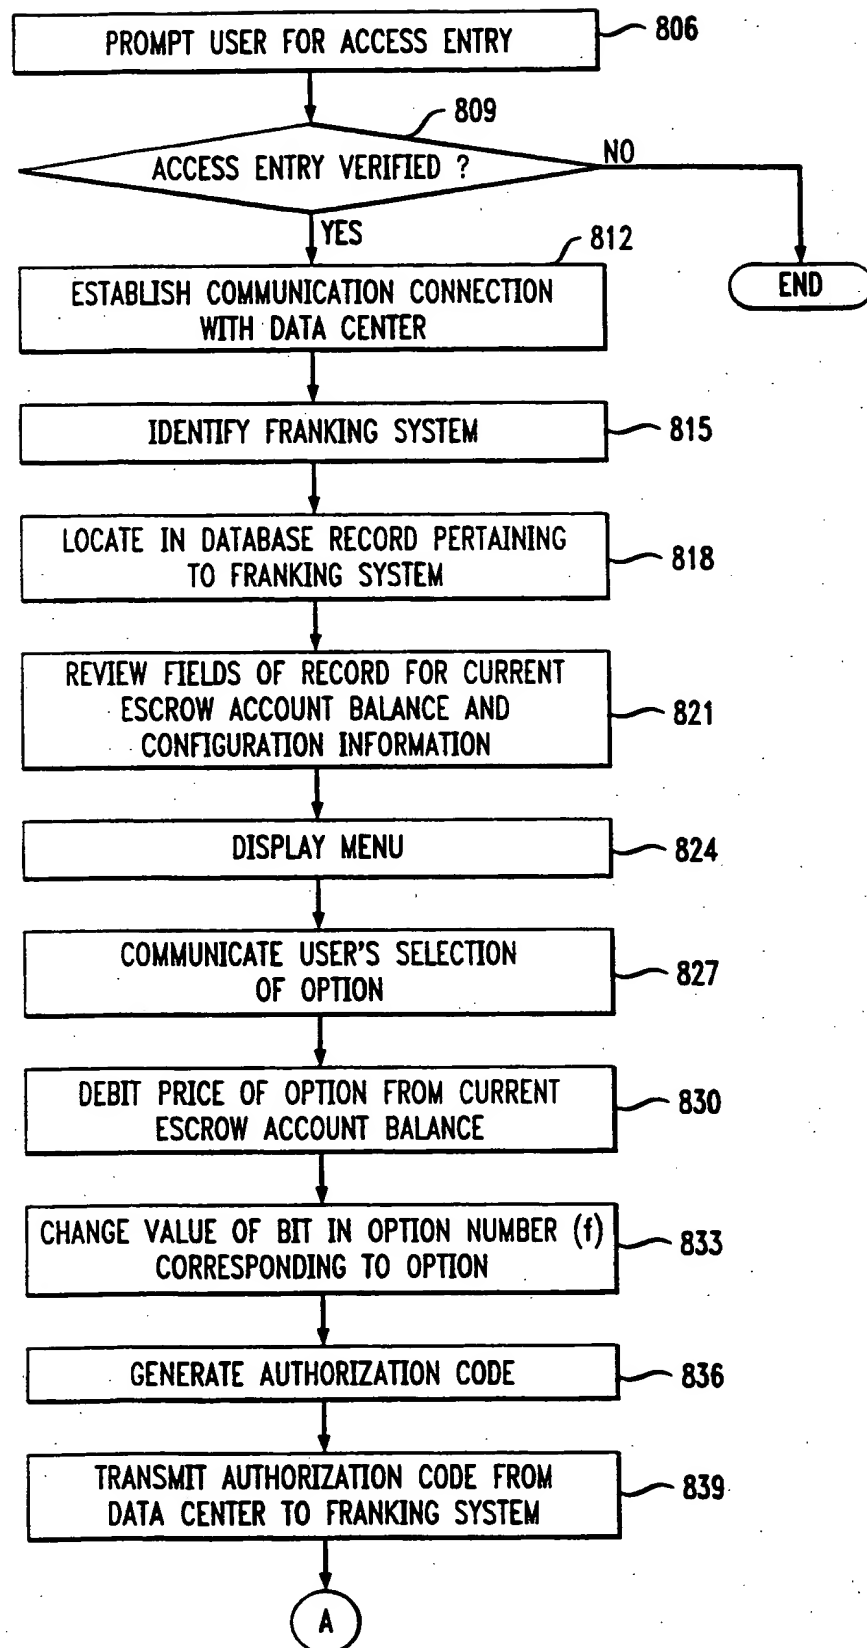 PROMPT USER FOR ACCESS ENTRY
806
809
ACCESS ENTRY VERIFIED ?
NO
YES
END
812
ESTABLISH COMMUNICATION CONNECTION
WITH DATA CENTER
IDENTIFY FRANKING SYSTEM
815
LOCATE IN DATABASE RECORD PERTAINING
TO FRANKING SYSTEM
818
REVIEW FIELDS OF RECORD FOR CURRENT
ESCROW ACCOUNT BALANCE AND
CONFIGURATION INFORMATION
821
DISPLAY MENU
824
COMMUNICATE USER'S SELECTION
OF OPTION
827
DEBIT PRICE OF OPTION FROM CURRENT
ESCROW ACCOUNT BALANCE
830
CHANGE VALUE OF BIT IN OPTION NUMBER (f)
CORRESPONDING TO OPTION
833
GENERATE AUTHORIZATION CODE
836
TRANSMIT AUTHORIZATION CODE FROM
DATA CENTER TO FRANKING SYSTEM
839
A